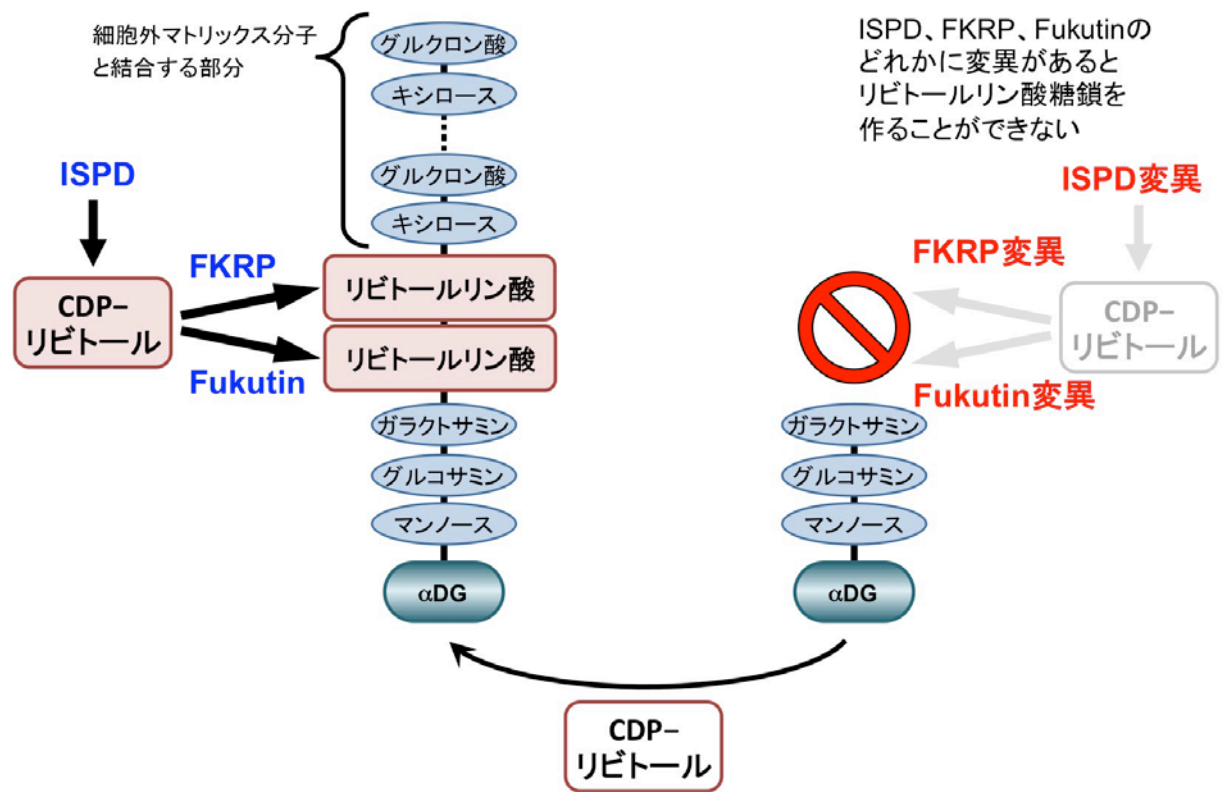 細胞外マトリックス分子
と結合する部分
グルクロン酸
キシロース
グルクロン酸
キシロース
ISPD
FKRP
CDP–
リビトール
Fukutin
リビトールリン酸
リビトールリン酸
ガラクトサミン
グルコサミン
マンノース
αDG
ISPD、FKRP、Fukutinの
どれかに変異があると
リビトールリン酸糖鎖を
作ることができない
ISPD変異
FKRP変異
CDP–
リビトール
Fukutin変異
ガラクトサミン
グルコサミン
マンノース
αDG
CDP–
リビトール